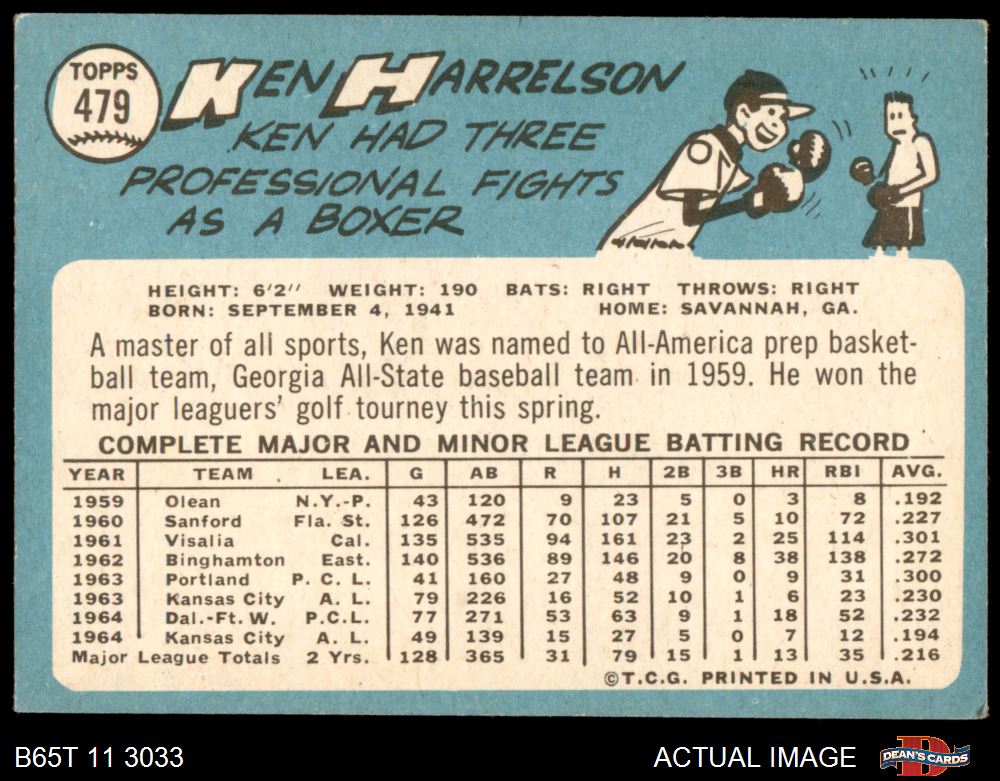 TOPPS
479
KEN HARRELSON
KEN HAD THREE
PROFESSIONAL FIGHTS
AS A BOXER
HEIGHT: 6'2" WEIGHT: 190 BATS: RIGHT THROWS: RIGHT
BORN: SEPTEMBER 4, 1941 HOME: SAVANNAH, GA.
A master of all sports, Ken was named to All-America prep basket-
ball team, Georgia All-State baseball team in 1959. He won the
major leaguers' golf tourney this spring.
COMPLETE MAJOR AND MINOR LEAGUE BATTING RECORD
YEAR TEAM LEA. G AB R H 2B 3B HR RBI AVG.
1959 Olean N.Y.-P. 43 120 9 23 5 0 3 8 .192
1960 Sanford Fla. St. 126 472 70 107 21 5 10 72 .227
1961 Visalia Cal. 135 535 94 161 23 2 25 114 .301
1962 Binghamton East. 140 536 89 146 20 8 38 138 .272
1963 Portland P. C. L. 41 160 27 48 9 0 9 31 .300
1963 Kansas City A. L. 79 226 16 52 10 1 6 23 .230
1964 Dal.-Ft. W. P.C.L. 77 271 53 63 9 1 18 52 .232
1964 Kansas City A. L. 49 139 15 27 5 0 7 12 .194
Major League Totals 2 Yrs. 128 365 31 79 15 1 13 35 .216
©T.C.G. PRINTED IN U.S.A.
B65T 11 3033 ACTUAL IMAGE DEAN'S CARDS